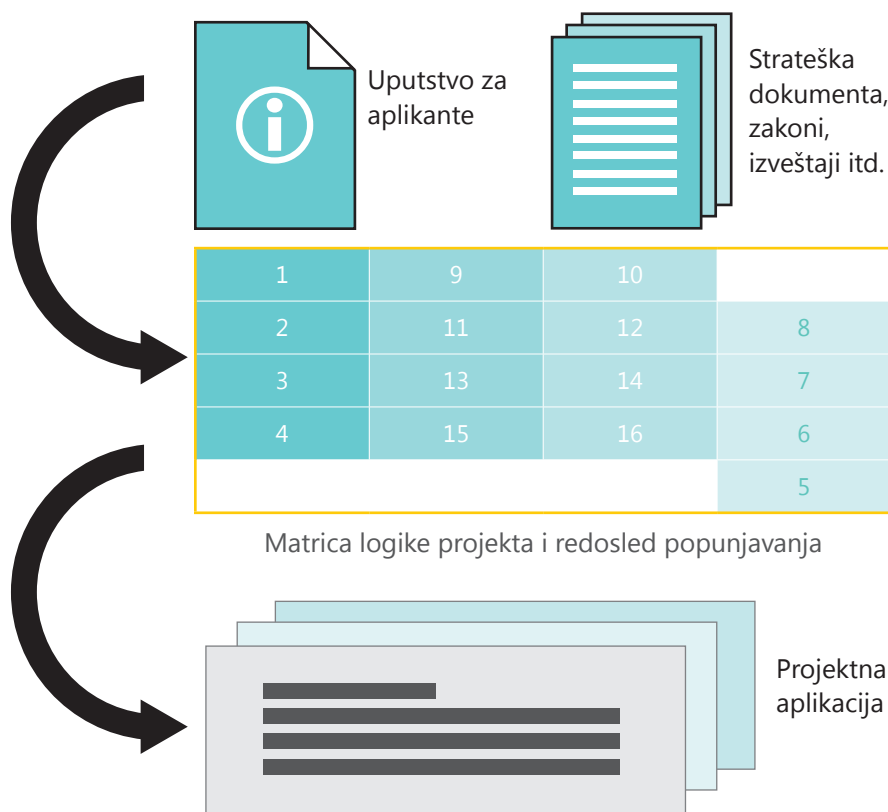 Uputstvo za
aplikante
Strateška
dokumenta,
zakoni,
izveštaji itd.
1 9 10
2 11 12 8
3 13 14 7
4 15 16 6
5
Matrica logike projekta i redosled popunjavanja
Projektna
aplikacija